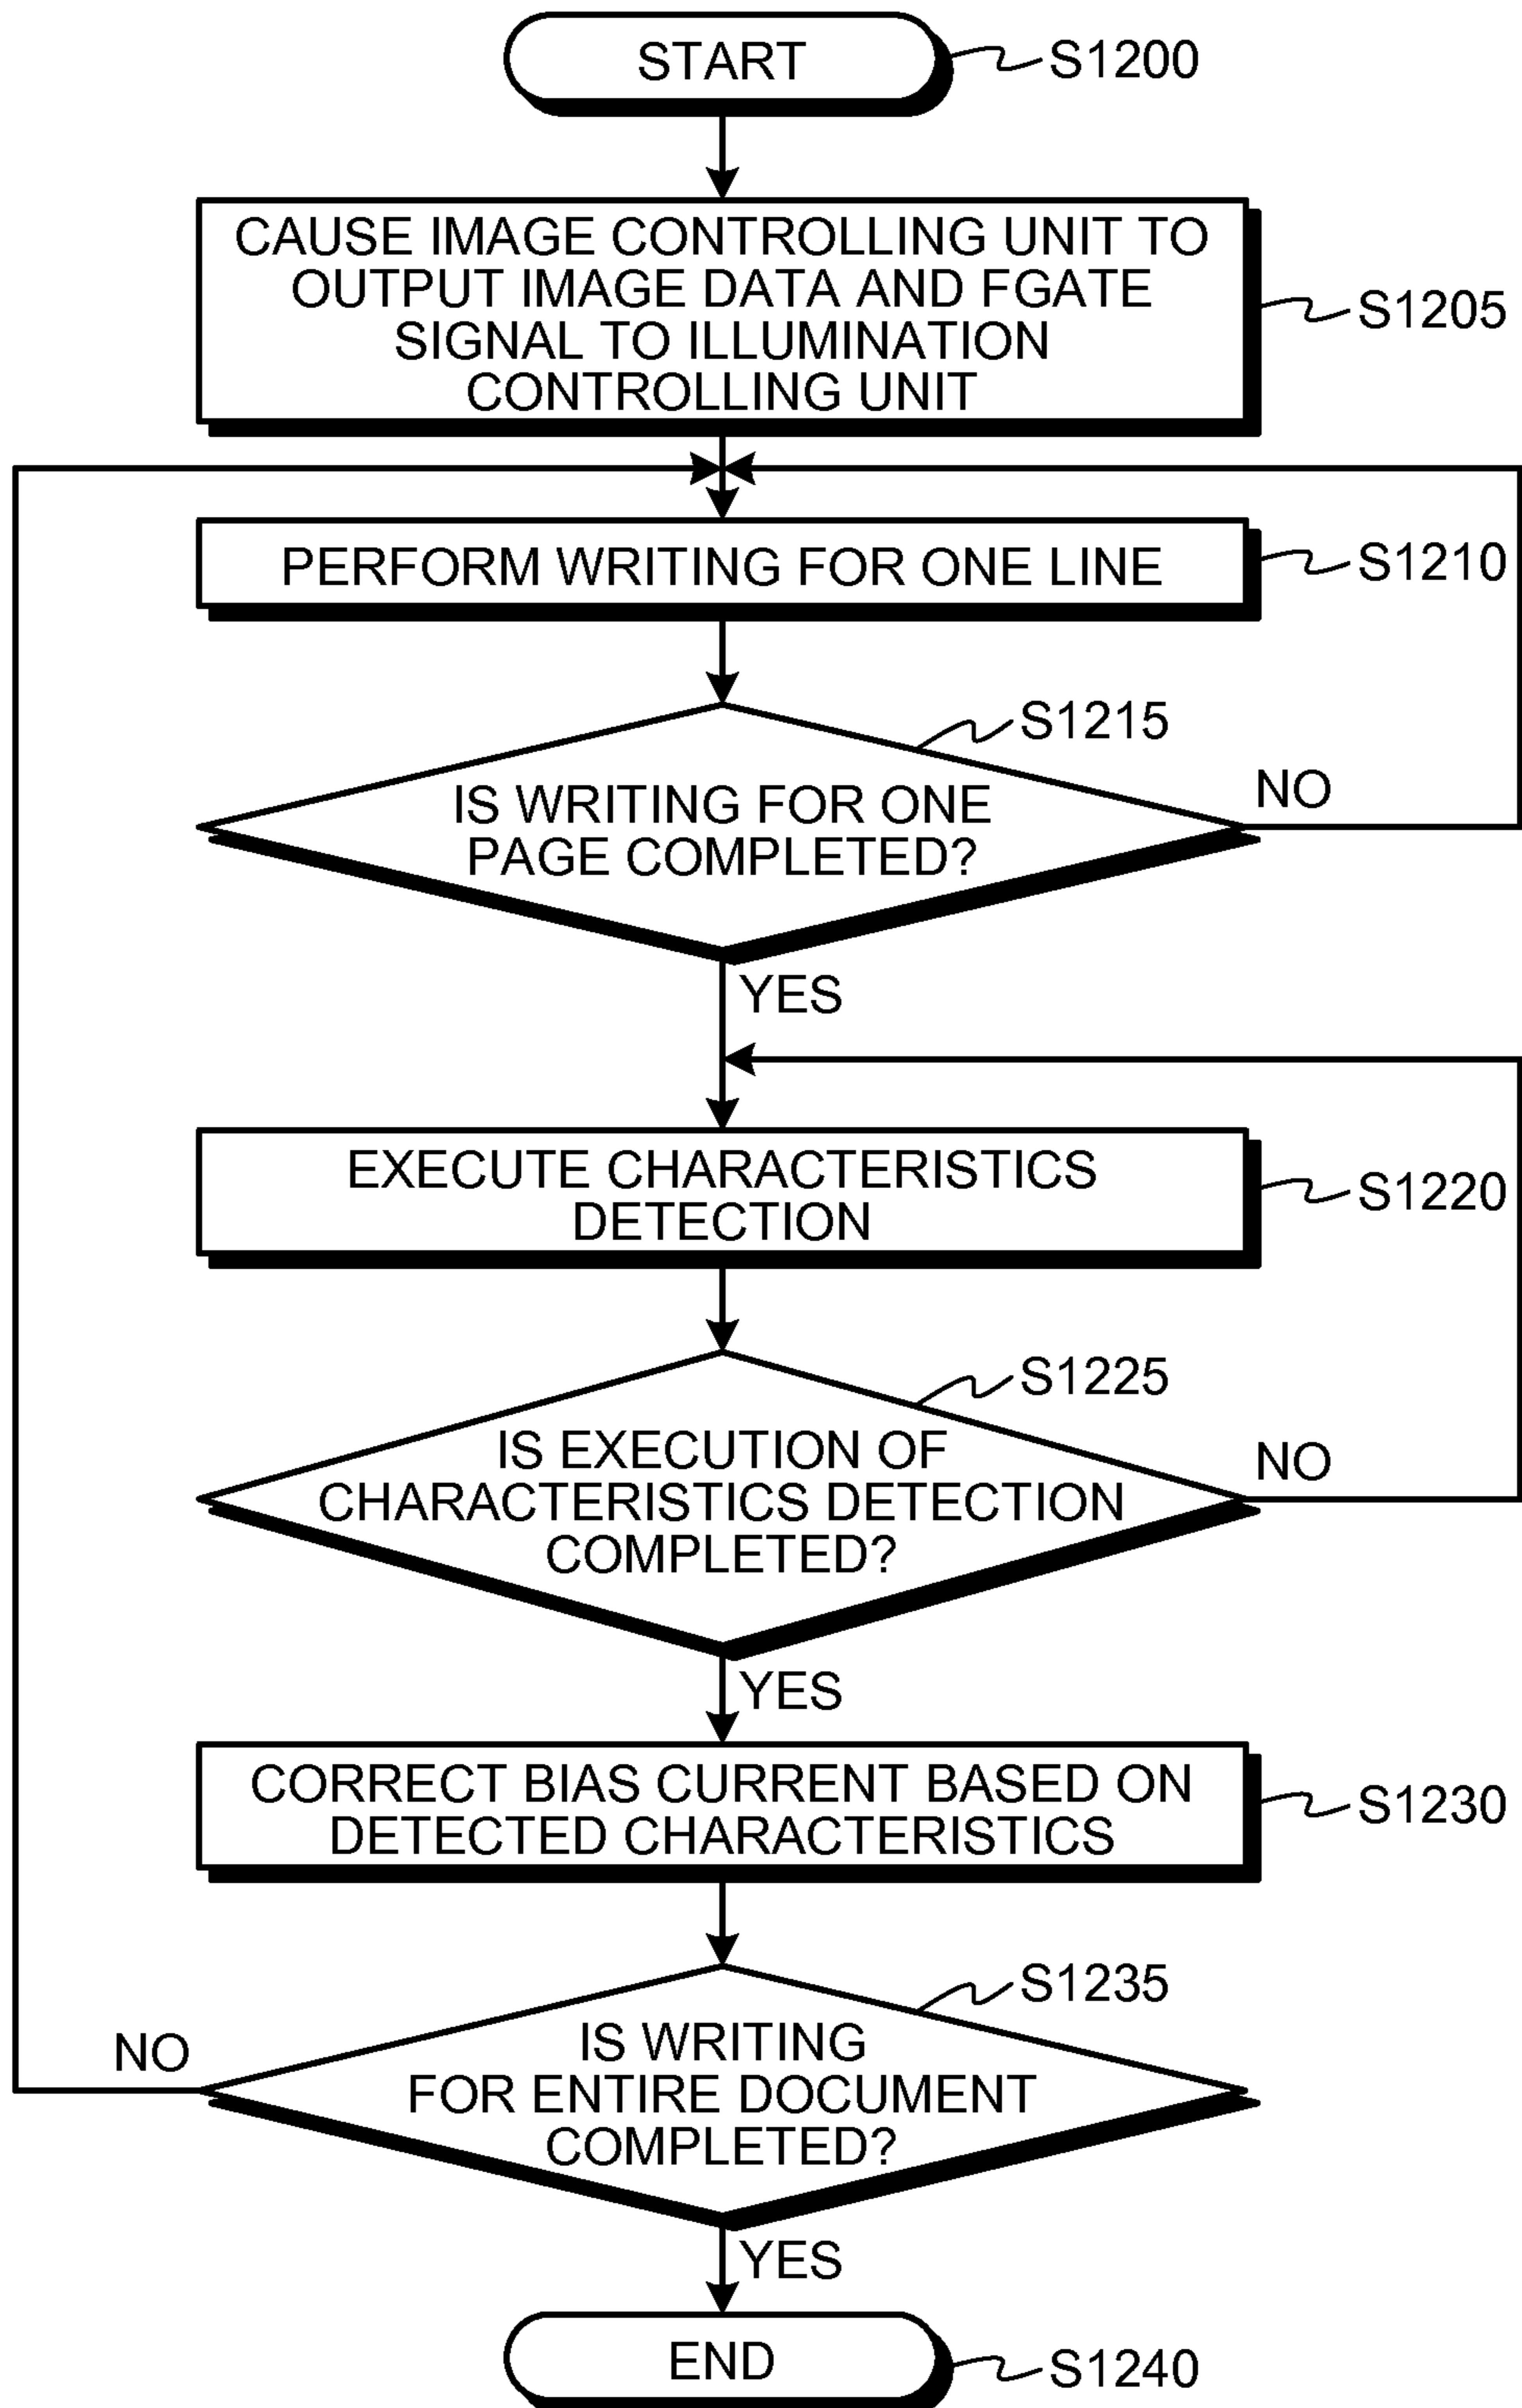 START
S1200
CAUSE IMAGE CONTROLLING UNIT TO
OUTPUT IMAGE DATA AND FGATE
SIGNAL TO ILLUMINATION
CONTROLLING UNIT
S1205
PERFORM WRITING FOR ONE LINE
S1210
S1215
IS WRITING FOR ONE
PAGE COMPLETED?
NO
YES
EXECUTE CHARACTERISTICS
DETECTION
S1220
S1225
IS EXECUTION OF
CHARACTERISTICS DETECTION
COMPLETED?
NO
YES
CORRECT BIAS CURRENT BASED ON
DETECTED CHARACTERISTICS
S1230
S1235
IS WRITING
FOR ENTIRE DOCUMENT
COMPLETED?
NO
YES
END
S1240